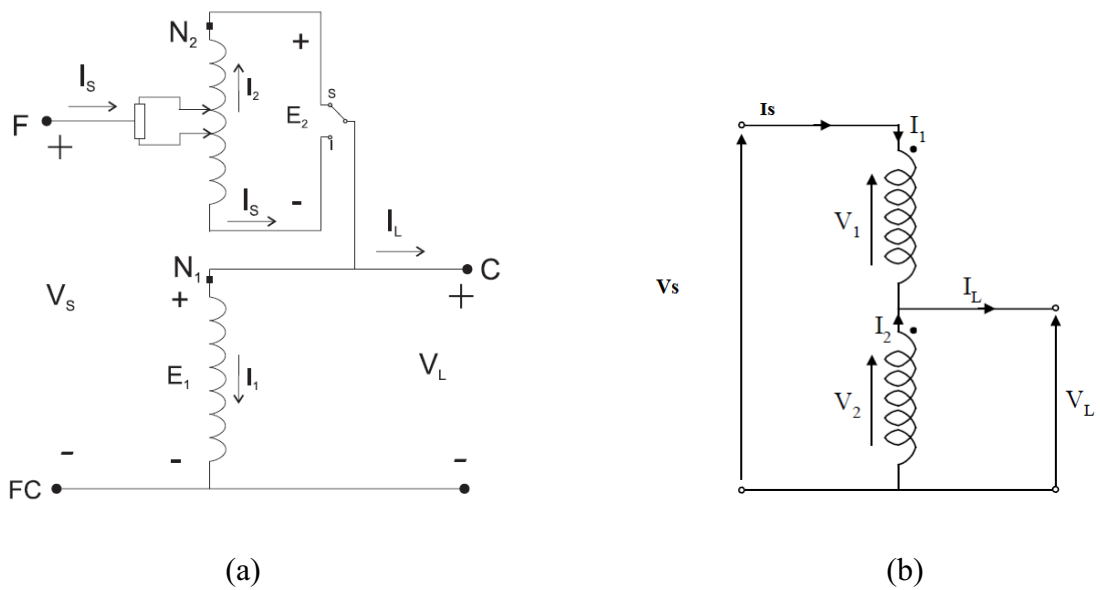 N2
+
Is
I2
s
F
E2
+
i
Is
-
IL
N1
C
+
+
Vs
E1
I1
VL
-
-
-
FC
(a)
Is
I1
V1
Vs
IL
I2
V2
VL
(b)